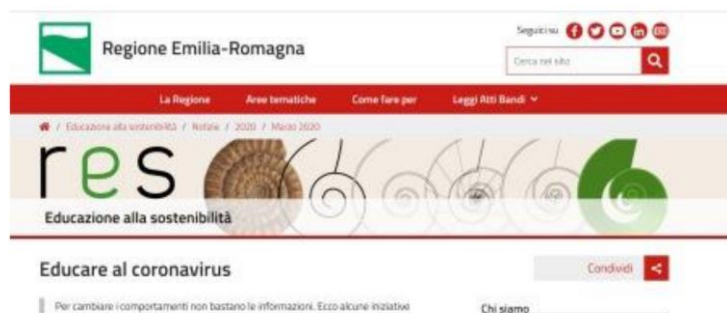 Regione Emilia-Romagna
Seguici su
Cerca nel sito
La Regione Aree tematiche Come fare per Leggi Atti Bandi
/ Educazione alla sostenibilità / Notizie / 2020 / Marzo 2020
res
Educazione alla sostenibilità
Educare al coronavirus
Condividi
Per cambiare i comportamenti non bastano le informazioni. Ecco alcune iniziative
Chi siamo